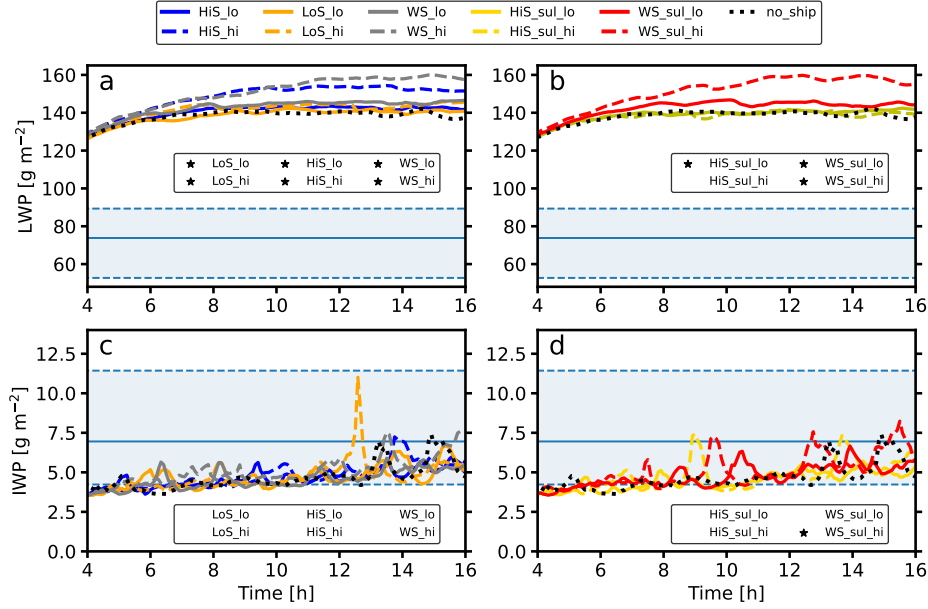 HiS_lo LoS_lo WS_lo HiS_sul_lo WS_sul_lo no_ship
HiS_hi LoS_hi WS_hi HiS_sul_hi WS_sul_hi
a
LWP [g m⁻²]
160
140
120
100
80
60
★ LoS_lo ★ HiS_lo ★ WS_lo
★ LoS_hi ★ HiS_hi ★ WS_hi
4 6 8 10 12 14 16
b
★ HiS_sul_lo ★ WS_sul_lo
HiS_sul_hi ★ WS_sul_hi
4 6 8 10 12 14 16
c
IWP [g m⁻²]
12.5
10.0
7.5
5.0
2.5
0.0
LoS_lo HiS_lo WS_lo
LoS_hi HiS_hi WS_hi
4 6 8 10 12 14 16
Time [h]
d
HiS_sul_lo WS_sul_lo
HiS_sul_hi ★ WS_sul_hi
4 6 8 10 12 14 16
Time [h]